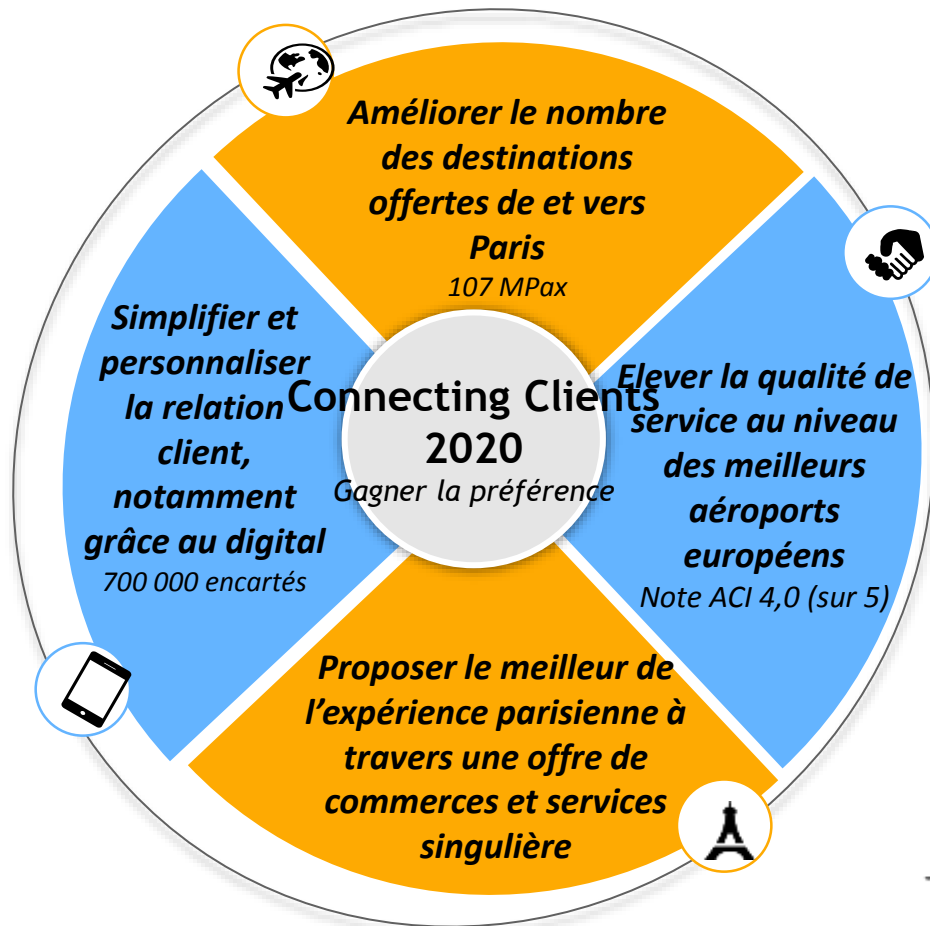 Améliorer le nombre
des destinations
offertes de et vers
Paris
107 MPax
Simplifier et
personnaliser
la relation
client,
notamment
grâce au digital
700 000 encartés
Connecting Clients
2020
Gagner la préférence
Elever la qualité de
service au niveau
des meilleurs
aéroports
européens
Note ACI 4,0 (sur 5)
Proposer le meilleur de
l’expérience parisienne à
travers une offre de
commerces et services
singulière